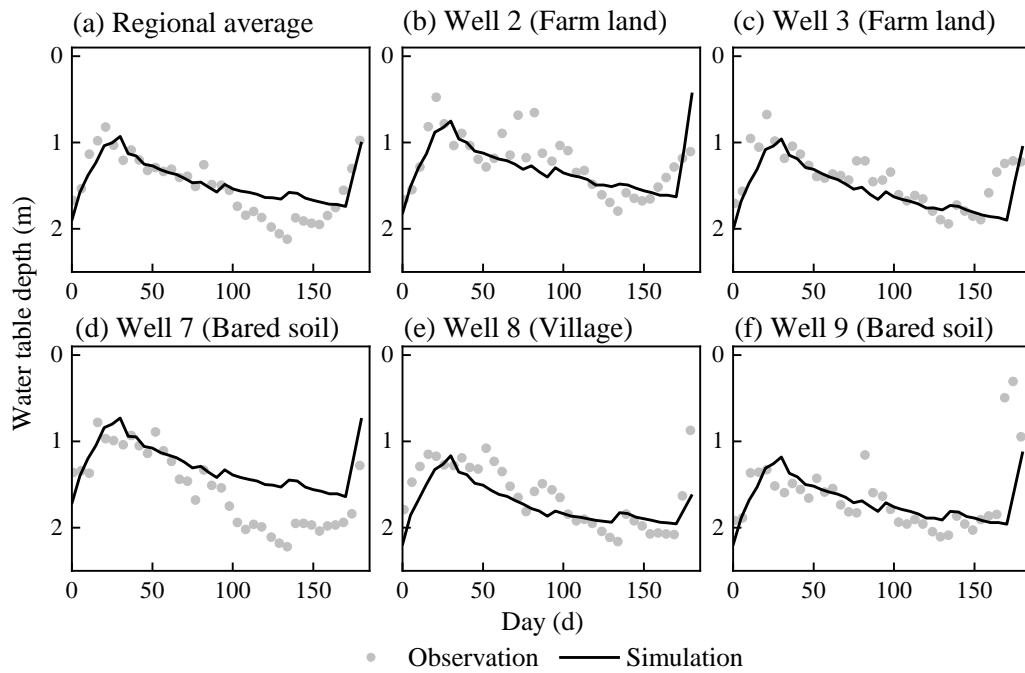 (a) Regional average
(b) Well 2 (Farm land)
(c) Well 3 (Farm land)
0
1
2
0 50 100 150
0
1
2
0 50 100 150
0
1
2
0 50 100 150
(d) Well 7 (Bared soil)
(e) Well 8 (Village)
(f) Well 9 (Bared soil)
0
1
2
0 50 100 150
0
1
2
0 50 100 150
0
1
2
0 50 100 150
Water table depth (m)
Day (d)
Observation Simulation